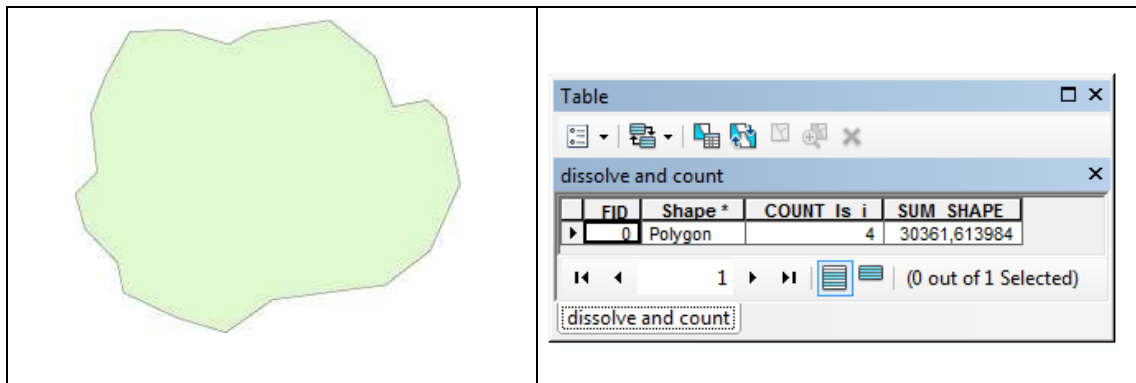 Table
dissolve and count
FID Shape * COUNT_Is_i SUM_SHAPE
0 Polygon 4 30361,613984
1 (0 out of 1 Selected)
dissolve and count